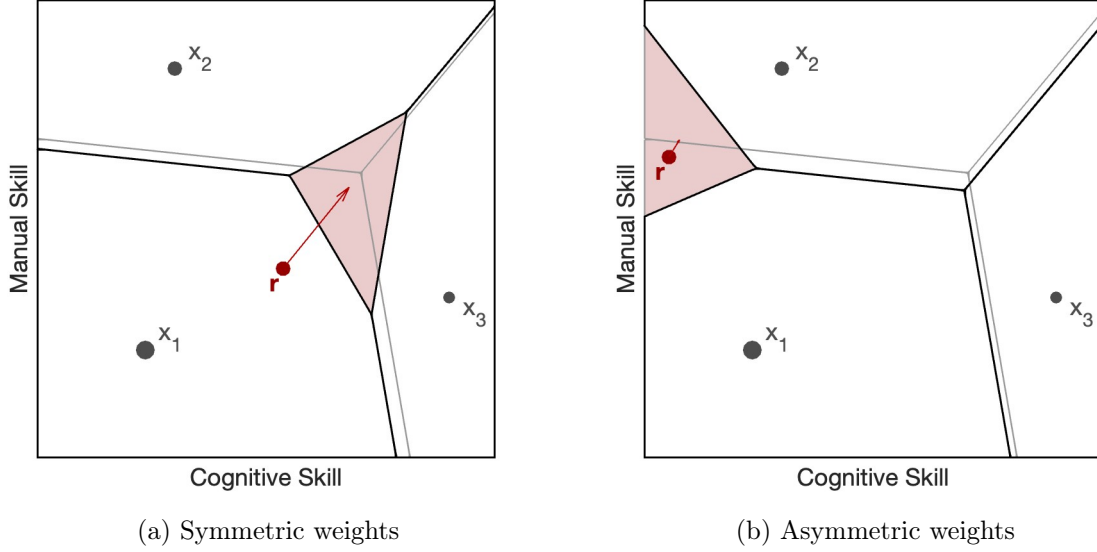 x2
r
x3
x1
Manual Skill
Cognitive Skill
(a) Symmetric weights
x2
r
x3
x1
Manual Skill
Cognitive Skill
(b) Asymmetric weights